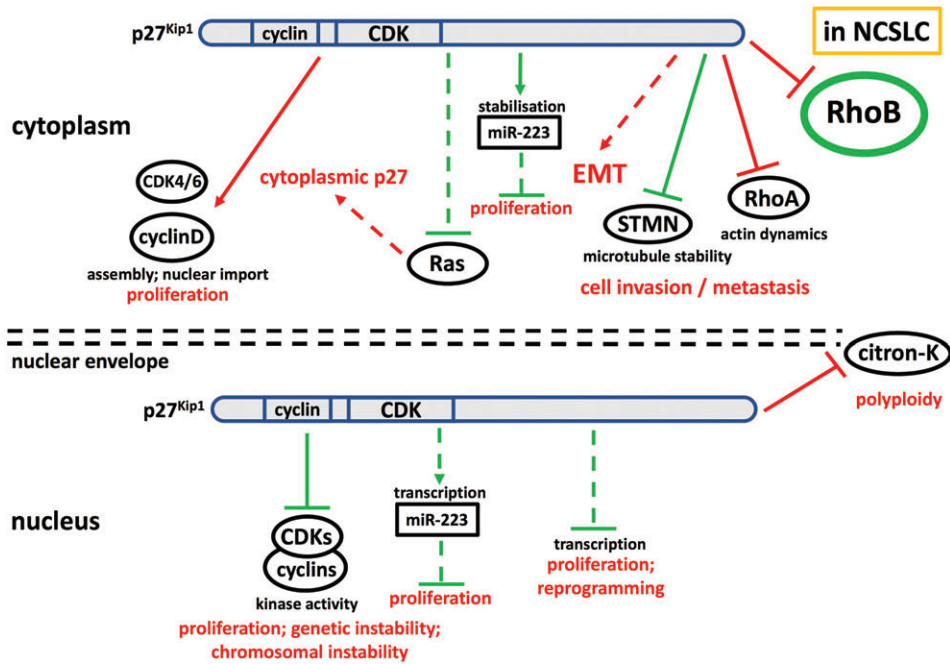 p27Kip1
cyclin
CDK
in NCSLC
RhoB
cytoplasm
stabilisation
miR-223
CDK4/6
cytoplasmic p27
EMT
proliferation
RhoA
cyclinD
STMN
actin dynamics
Ras
microtubule stability
assembly; nuclear import
proliferation
cell invasion / metastasis
nuclear envelope
citron-K
p27Kip1
cyclin
CDK
polyploidy
nucleus
transcription
miR-223
CDKs
cyclins
kinase activity
proliferation
transcription
proliferation;
reprogramming
proliferation; genetic instability;
chromosomal instability